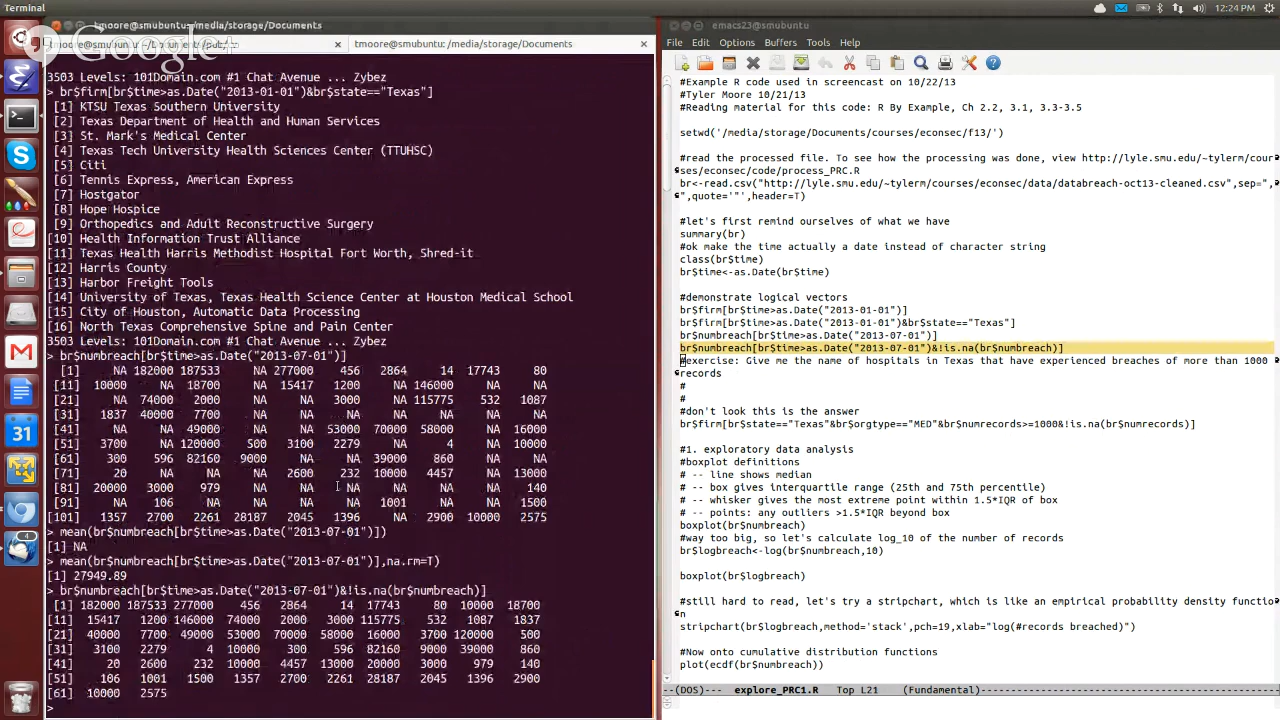 Terminal
12:24 PM
tmoore@smubuntu: /media/storage/Documents
tmoore@smubuntu: /media/storage/Documents
Google+
3503 Levels: 101Domain.com #1 Chat Avenue ... Zybez
> br$firm[br$time>as.Date("2013-01-01")&br$state=="Texas"]
[1] KTSU Texas Southern University
[2] Texas Department of Health and Human Services
[3] St. Mark's Medical Center
[4] Texas Tech University Health Sciences Center (TTUHSC)
[5] Citi
[6] Tennis Express, American Express
[7] Hostgator
[8] Hope Hospice
[9] Orthopedics and Adult Reconstructive Surgery
[10] Health Information Trust Alliance
[11] Texas Health Harris Methodist Hospital Fort Worth, Shred-it
[12] Harris County
[13] Harbor Freight Tools
[14] University of Texas, Texas Health Science Center at Houston Medical School
[15] City of Houston, Automatic Data Processing
[16] North Texas Comprehensive Spine and Pain Center
3503 Levels: 101Domain.com #1 Chat Avenue ... Zybez
> br$numbreach[br$time>as.Date("2013-07-01")]
[1] NA 182000 187533 NA 277000 456 2864 14 17743 80
[11] 10000 NA 18700 NA 15417 1200 NA 146000 NA NA
[21] NA 74000 2000 NA NA 3000 NA 115775 532 1087
[31] 1837 40000 7700 NA NA NA NA NA NA NA
[41] NA NA 49000 NA NA 53000 70000 58000 NA 16000
[51] 3700 NA 120000 500 3100 2279 NA 4 NA 10000
[61] 300 596 82160 9000 NA NA 39000 860 NA NA
[71] 20 NA NA NA 2600 232 10000 4457 NA 13000
[81] 20000 3000 979 NA NA NA NA NA NA 140
[91] NA 106 NA NA NA NA 1001 NA NA 1500
[101] 1357 2700 2261 28187 2045 1396 NA 2900 10000 2575
> mean(br$numbreach[br$time>as.Date("2013-07-01")])
[1] NA
> mean(br$numbreach[br$time>as.Date("2013-07-01")],na.rm=T)
[1] 27949.89
> br$numbreach[br$time>as.Date("2013-07-01")&!is.na(br$numbreach)]
[1] 182000 187533 277000 456 2864 14 17743 80 10000 18700
[11] 15417 1200 146000 74000 2000 3000 115775 532 1087 1837
[21] 40000 7700 49000 53000 70000 58000 16000 3700 120000 500
[31] 3100 2279 4 10000 300 596 82160 9000 39000 860
[41] 20 2600 232 10000 4457 13000 20000 3000 979 140
[51] 106 1001 1500 1357 2700 2261 28187 2045 1396 2900
[61] 10000 2575
>
31
4
emacs23@smubuntu
File Edit Options Buffers Tools Help
#Example R code used in screencast on 10/22/13
#Tyler Moore 10/21/13
#Reading material for this code: R By Example, Ch 2.2, 3.1, 3.3-3.5
setwd('/media/storage/Documents/courses/econsec/f13/')
#read the processed file. To see how the processing was done, view http://lyle.smu.edu/~tylerm/cour
ses/econsec/code/process_PRC.R
br<-read.csv("http://lyle.smu.edu/~tylerm/courses/econsec/data/databreach-oct13-cleaned.csv",sep=",
",quote='"',header=T)
#let's first remind ourselves of what we have
summary(br)
#ok make the time actually a date instead of character string
class(br$time)
br$time<-as.Date(br$time)
#demonstrate logical vectors
br$firm[br$time>as.Date("2013-01-01")]
br$firm[br$time>as.Date("2013-01-01")&br$state=="Texas"]
br$numbreach[br$time>as.Date("2013-07-01")]
br$numbreach[br$time>as.Date("2013-07-01")&!is.na(br$numbreach)]
#exercise: Give me the name of hospitals in Texas that have experienced breaches of more than 1000
records
#
#
#don't look this is the answer
br$firm[br$state=="Texas"&br$orgtype=="MED"&br$numrecords>=1000&!is.na(br$numrecords)]
#1. exploratory data analysis
#boxplot definitions
# -- line shows median
# -- box gives interquartile range (25th and 75th percentile)
# -- whisker gives the most extreme point within 1.5*IQR of box
# -- points: any outliers >1.5*IQR beyond box
boxplot(br$numbreach)
#way too big, so let's calculate log_10 of the number of records
br$logbreach<-log(br$numbreach,10)
boxplot(br$logbreach)
#still hard to read, let's try a stripchart, which is like an empirical probability density functio
n
stripchart(br$logbreach,method='stack',pch=19,xlab="log(#records breached)")
#Now onto cumulative distribution functions
plot(ecdf(br$numbreach))
--(DOS)--- explore_PRC1.R Top L21 (Fundamental)